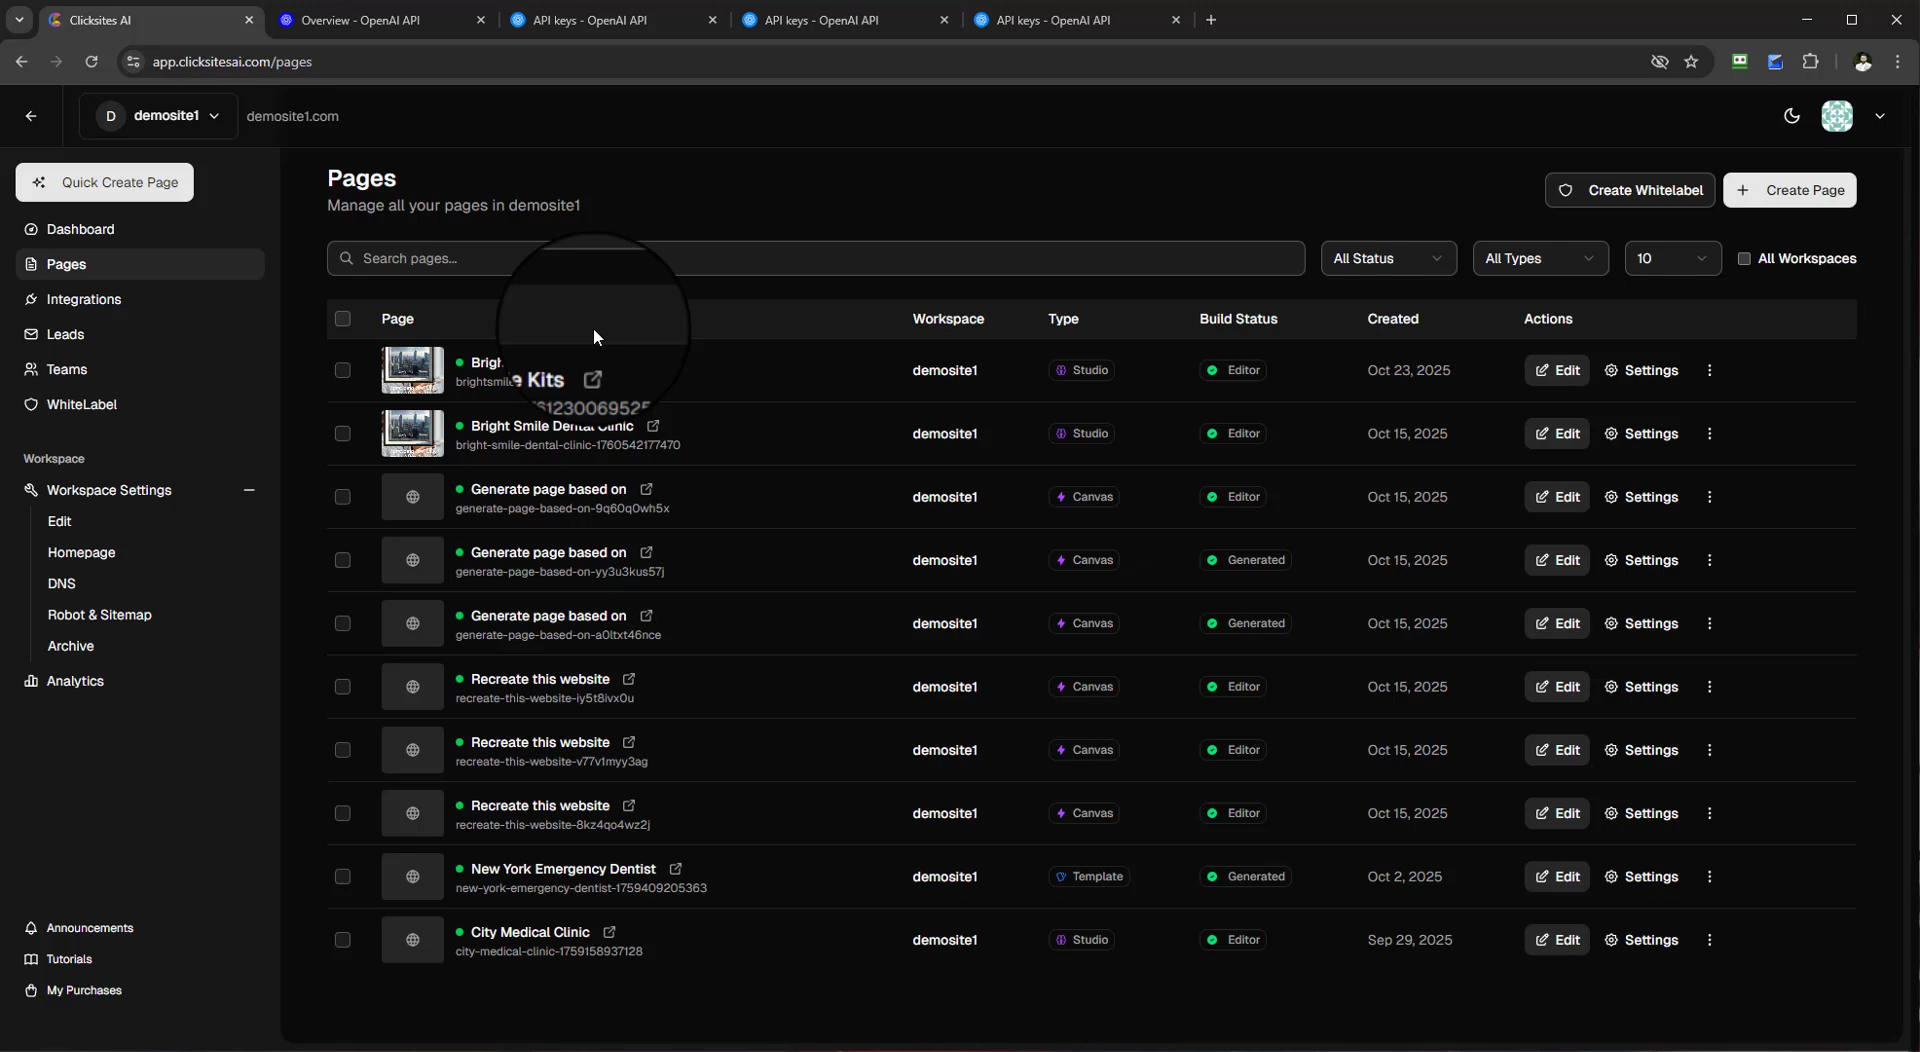 Clicksites AI
Overview - OpenAI API
API keys - OpenAI API
API keys - OpenAI API
API keys - OpenAI API
app.clicksitesai.com/pages
D demosite1 demosite1.com
Quick Create Page
Dashboard
Pages
Integrations
Leads
Teams
WhiteLabel
Workspace
Workspace Settings
Edit
Homepage
DNS
Robot & Sitemap
Archive
Analytics
Announcements
Tutorials
My Purchases
Pages
Manage all your pages in demosite1
Create Whitelabel
Create Page
Search pages...
All Status All Types 10 All Workspaces
Page Workspace Type Build Status Created Actions
Kits demosite1 Studio Editor Oct 23, 2025 Edit Settings
Bright Smile Dental Clinic demosite1 Studio Editor Oct 15, 2025 Edit Settings
bright-smile-dental-clinic-1760542177470
Generate page based on demosite1 Canvas Editor Oct 15, 2025 Edit Settings
generate-page-based-on-9q60q0wh5x
Generate page based on demosite1 Canvas Generated Oct 15, 2025 Edit Settings
generate-page-based-on-yy3u3kus57j
Generate page based on demosite1 Canvas Generated Oct 15, 2025 Edit Settings
generate-page-based-on-a0ltxt46nce
Recreate this website demosite1 Canvas Editor Oct 15, 2025 Edit Settings
recreate-this-website-iy5t8ivx0u
Recreate this website demosite1 Canvas Editor Oct 15, 2025 Edit Settings
recreate-this-website-v77v1myy3ag
Recreate this website demosite1 Canvas Editor Oct 15, 2025 Edit Settings
recreate-this-website-8kz4qo4wz2j
New York Emergency Dentist demosite1 Template Generated Oct 2, 2025 Edit Settings
new-york-emergency-dentist-1759409205363
City Medical Clinic demosite1 Studio Editor Sep 29, 2025 Edit Settings
city-medical-clinic-1759158937128